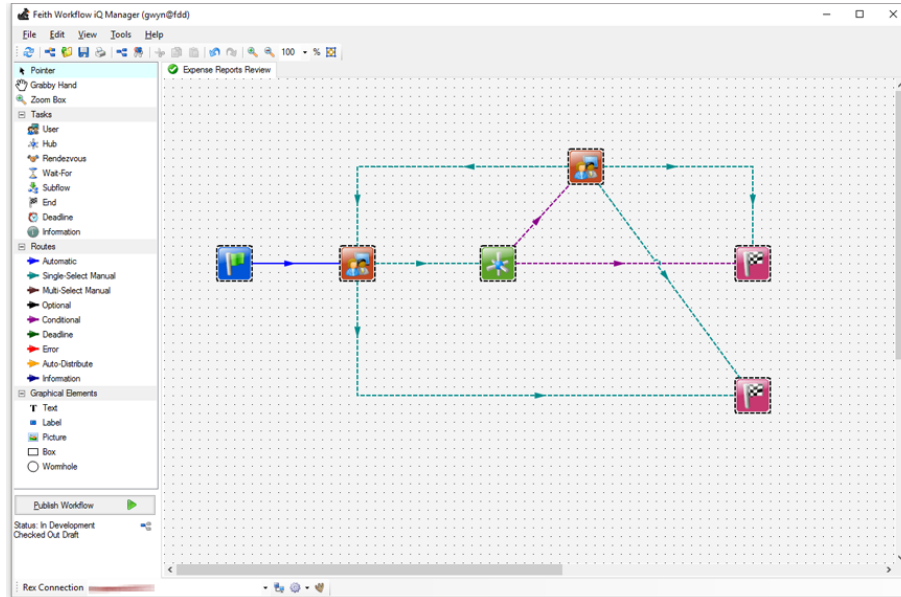 Feith Workflow iQ Manager (gwyn@fdd)
File Edit View Tools Help
100 %
Pointer
Expense Reports Review
Grabby Hand
Zoom Box
Tasks
User
Hub
Rendezvous
Wait-For
Subflow
End
Deadline
Information
Routes
Automatic
Single-Select Manual
Multi-Select Manual
Optional
Conditional
Deadline
Error
Auto-Distribute
Information
Graphical Elements
T Text
Label
Picture
Box
Wormhole
Publish Workflow
Status: In Development
Checked Out Draft
Rex Connection